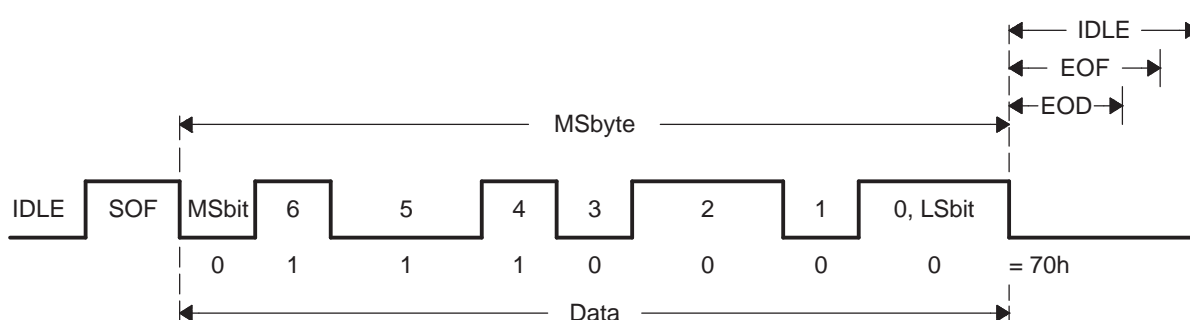 IDLE
EOF
EOD
MSbyte
IDLE SOF MSbit 6 5 4 3 2 1 0, LSbit
0 1 1 1 0 0 0 0 = 70h
Data